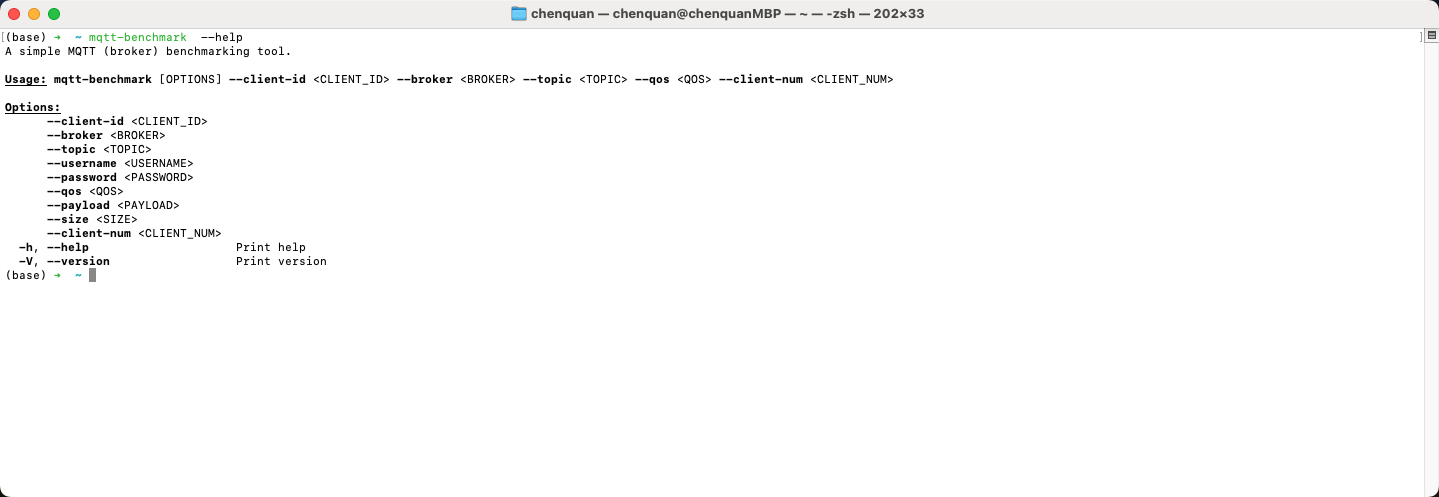 chenquan — chenquan@chenquanMBP — ~ — -zsh — 202×33
[(base) ➜  ~ mqtt-benchmark  --help ]
A simple MQTT (broker) benchmarking tool.
Usage: mqtt-benchmark [OPTIONS] --client-id <CLIENT_ID> --broker <BROKER> --topic <TOPIC> --qos <QOS> --client-num <CLIENT_NUM>
Options:
      --client-id <CLIENT_ID>
      --broker <BROKER>
      --topic <TOPIC>
      --username <USERNAME>
      --password <PASSWORD>
      --qos <QOS>
      --payload <PAYLOAD>
      --size <SIZE>
      --client-num <CLIENT_NUM>
  -h, --help                     Print help
  -V, --version                  Print version
(base) ➜  ~